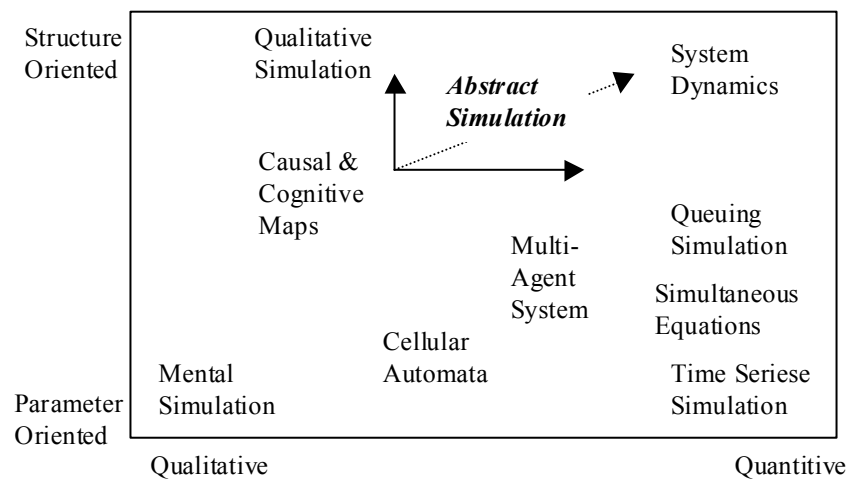 Structure
Oriented
Qualitative
Simulation
Abstract
Simulation
System
Dynamics
Causal &
Cognitive
Maps
Queuing
Simulation
Multi-
Agent
System
Simultaneous
Equations
Cellular
Automata
Mental
Simulation
Time Seriese
Simulation
Parameter
Oriented
Qualitative
Quantitive